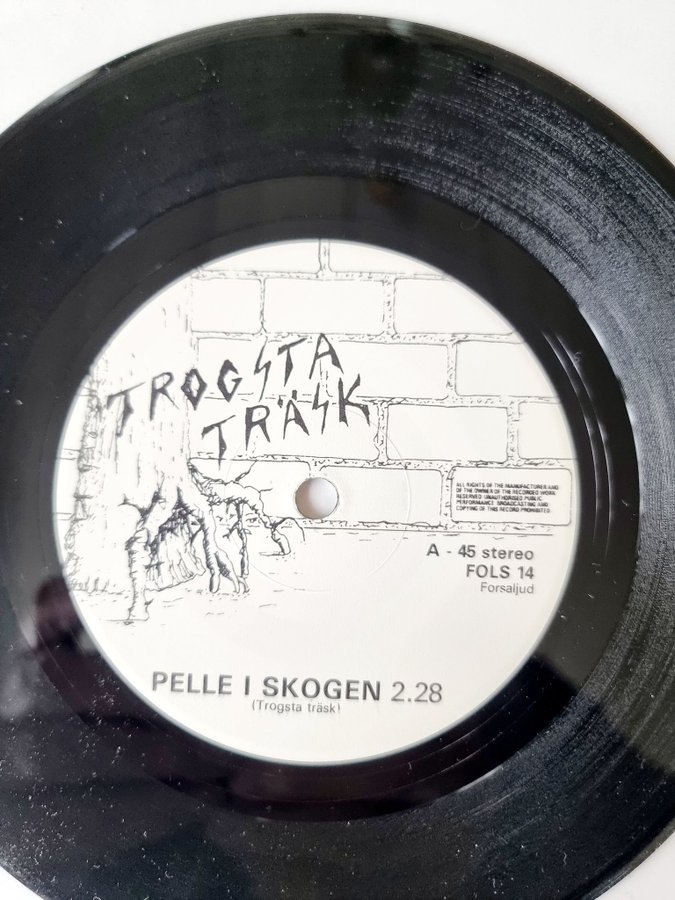 TROGSTA
TRÄSK
ALL RIGHTS OF THE MANUFACTURER AND
OF THE OWNER OF THE RECORDED WORK
RESERVED UNAUTHORISED PUBLIC
PERFORMANCE BROADCASTING AND
COPYING OF THIS RECORD PROHIBITED
A - 45 stereo
FOLS 14
Forsaljud
PELLE I SKOGEN 2.28
(Trogsta träsk)